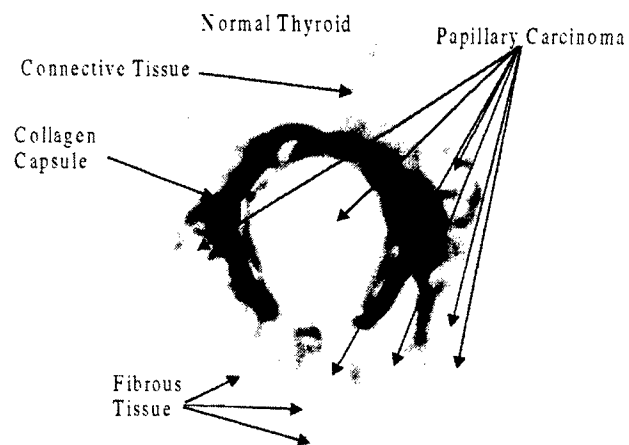 Normal Thyroid
Papillary Carcinoma
Connective Tissue
Collagen
Capsule
Fibrous
Tissue